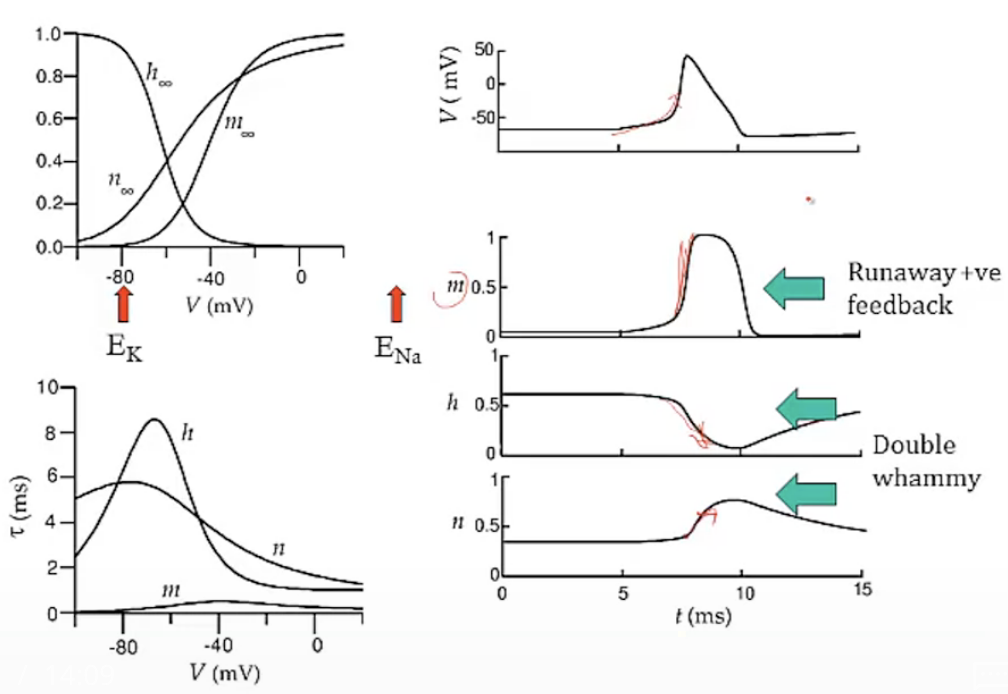 1.0
0.8
0.6
0.4
0.2
0.0
h∞
m∞
n∞
-80
-40
0
V (mV)
E_K
E_Na
10
8
6
4
2
0
τ (ms)
h
n
m
-80
-40
0
V (mV)
V ( mV)
50
0
-50
m
1
0.5
0
Runaway +ve
feedback
h
1
0.5
0
Double
whammy
n
1
0.5
0
0
5
10
15
t (ms)